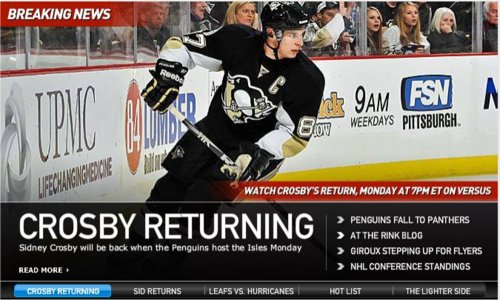 BREAKING NEWS
87
Reebok
C
8
UPMC
LIFECHANGINGMEDICINE
84
LUMBER
9AM
WEEKDAYS
FSN
PITTSBURGH
WATCH CROSBY'S RETURN, MONDAY AT 7PM ET ON VERSUS
CROSBY RETURNING
Sidney Crosby will be back when the Penguins host the Isles Monday
READ MORE
PENGUINS FALL TO PANTHERS
AT THE RINK BLOG
GIROUX STEPPING UP FOR FLYERS
NHL CONFERENCE STANDINGS
CROSBY RETURNING
SID RETURNS
LEAFS VS. HURRICANES
HOT LIST
THE LIGHTER SIDE